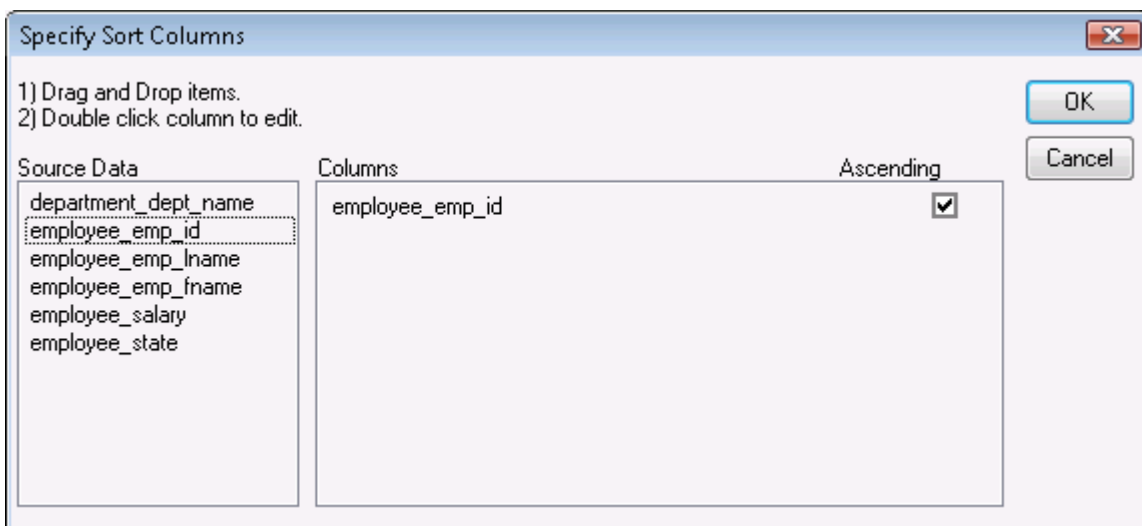 Specify Sort Columns
1) Drag and Drop items.
2) Double click column to edit.
OK
Cancel
Source Data
Columns
Ascending
department_dept_name
employee_emp_id
employee_emp_lname
employee_emp_fname
employee_salary
employee_state
employee_emp_id